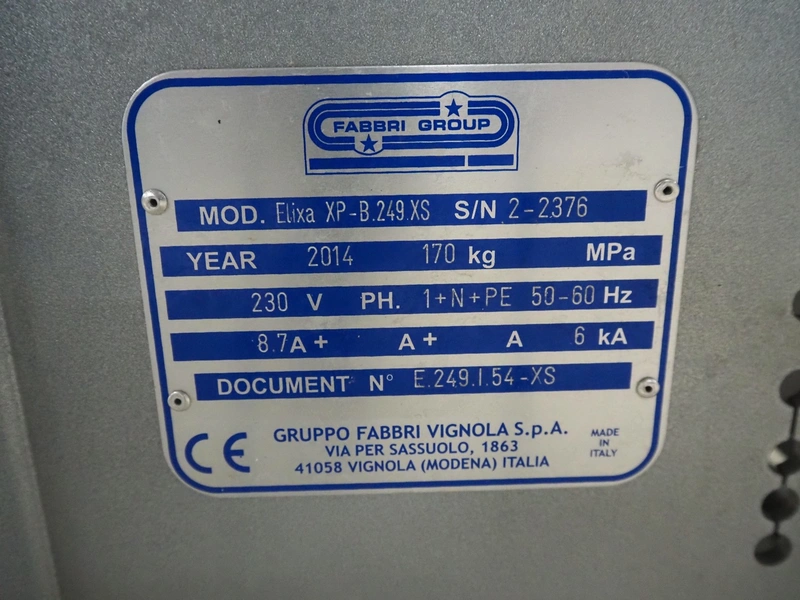 FABBRI GROUP
MOD. Elixa XP-B.249.XS S/N 2-2376
YEAR 2014 170 kg MPa
230 V PH. 1+N+PE 50-60 Hz
8.7A+ A+ A 6 kA
DOCUMENT N° E.249.I.54-XS
CE
GRUPPO FABBRI VIGNOLA S.p.A.
VIA PER SASSUOLO, 1863
41058 VIGNOLA (MODENA) ITALIA
MADE
IN
ITALY